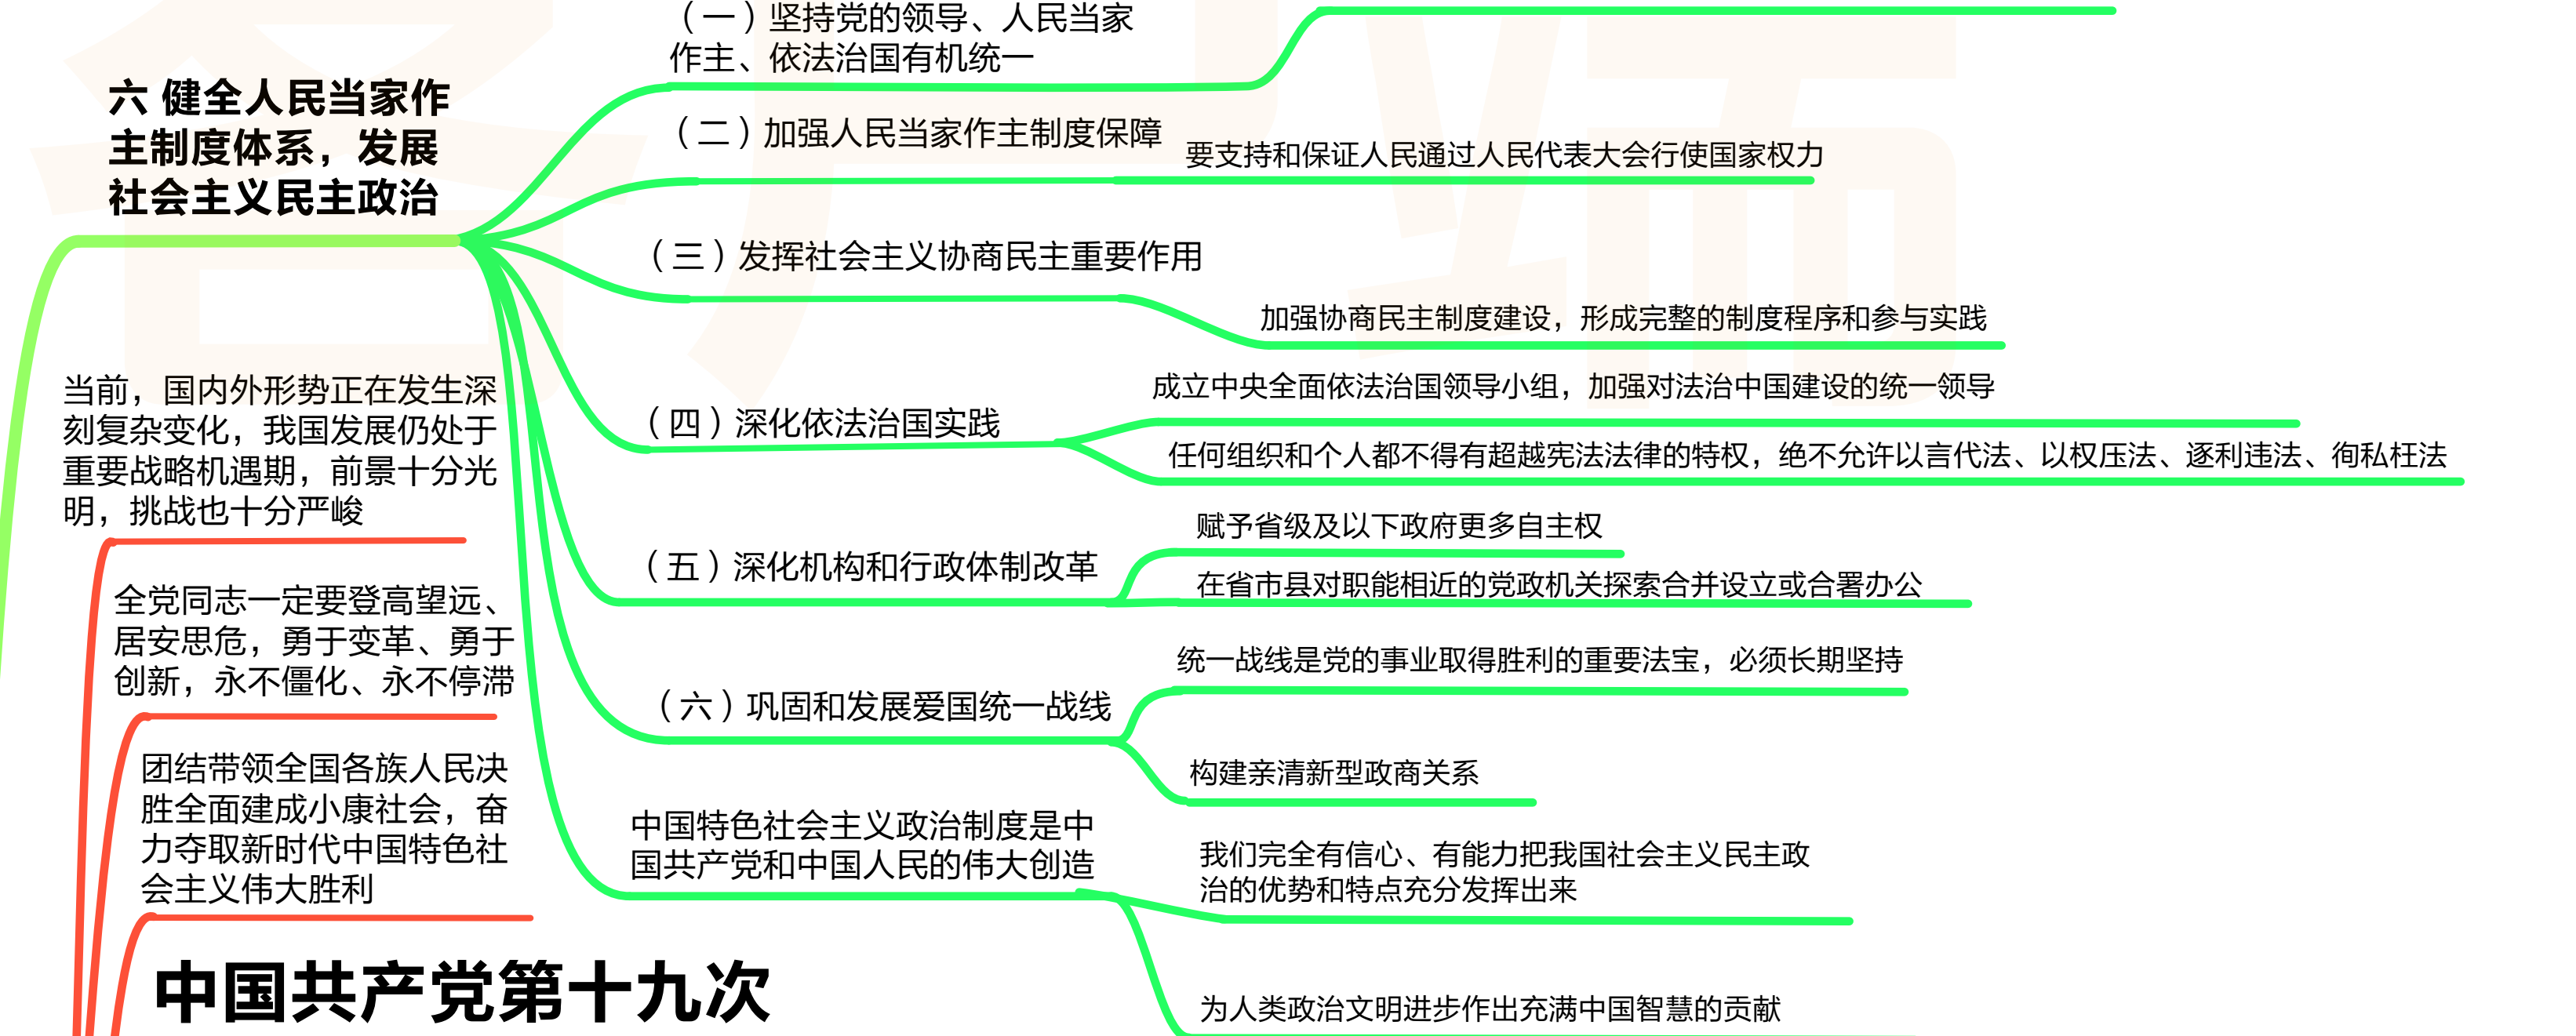 六 健全人民当家作
主制度体系，发展
社会主义民主政治
（一）坚持党的领导、人民当家
作主、依法治国有机统一
（二）加强人民当家作主制度保障
要支持和保证人民通过人民代表大会行使国家权力
（三）发挥社会主义协商民主重要作用
加强协商民主制度建设，形成完整的制度程序和参与实践
（四）深化依法治国实践
成立中央全面依法治国领导小组，加强对法治中国建设的统一领导
任何组织和个人都不得有超越宪法法律的特权，绝不允许以言代法、以权压法、逐利违法、徇私枉法
（五）深化机构和行政体制改革
赋予省级及以下政府更多自主权
在省市县对职能相近的党政机关探索合并设立或合署办公
（六）巩固和发展爱国统一战线
统一战线是党的事业取得胜利的重要法宝，必须长期坚持
构建亲清新型政商关系
中国特色社会主义政治制度是中
国共产党和中国人民的伟大创造
我们完全有信心、有能力把我国社会主义民主政
治的优势和特点充分发挥出来
为人类政治文明进步作出充满中国智慧的贡献
当前，国内外形势正在发生深
刻复杂变化，我国发展仍处于
重要战略机遇期，前景十分光
明，挑战也十分严峻
全党同志一定要登高望远、
居安思危，勇于变革、勇于
创新，永不僵化、永不停滞
团结带领全国各族人民决
胜全面建成小康社会，奋
力夺取新时代中国特色社
会主义伟大胜利
中国共产党第十九次